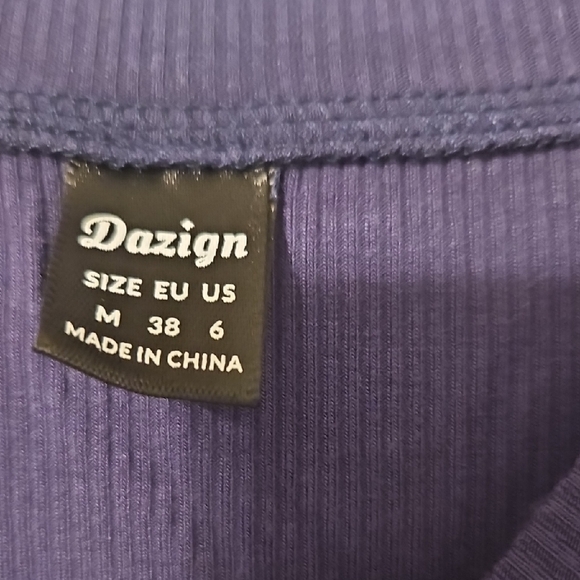 Dazign
SIZE EU US
M 38 6
MADE IN CHINA